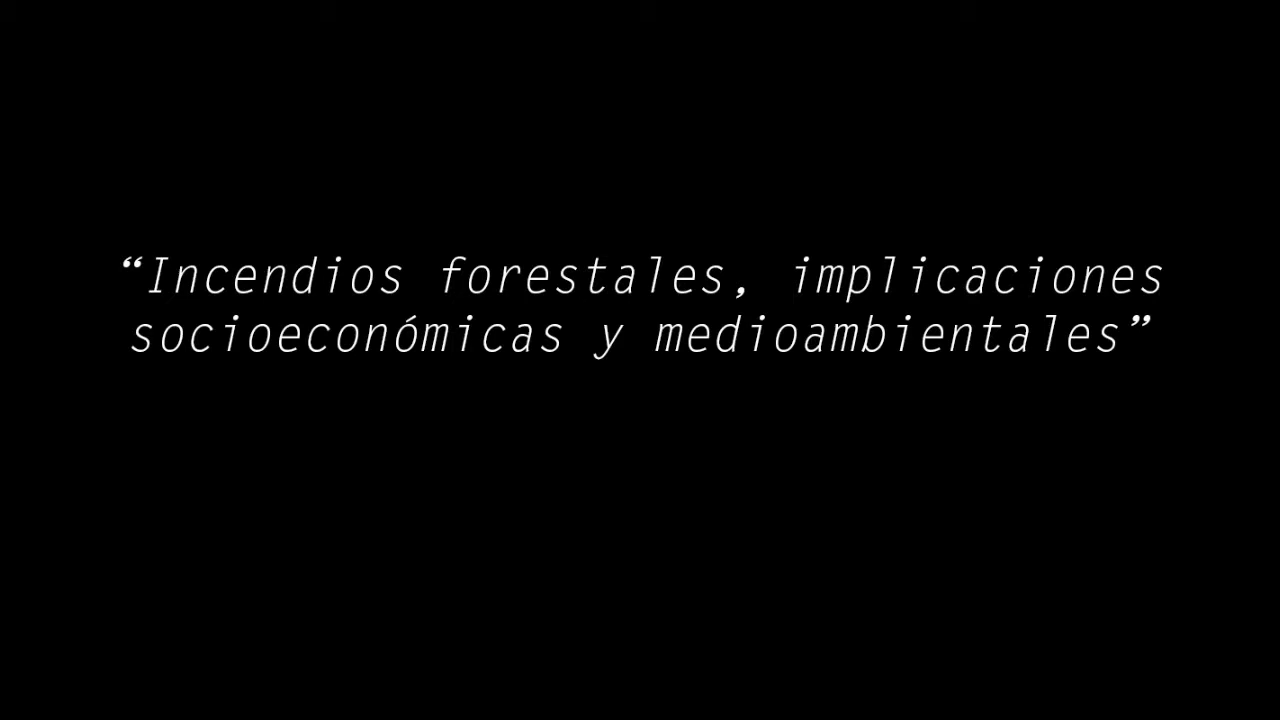 “Incendios forestales, implicaciones
socioeconómicas y medioambientales”